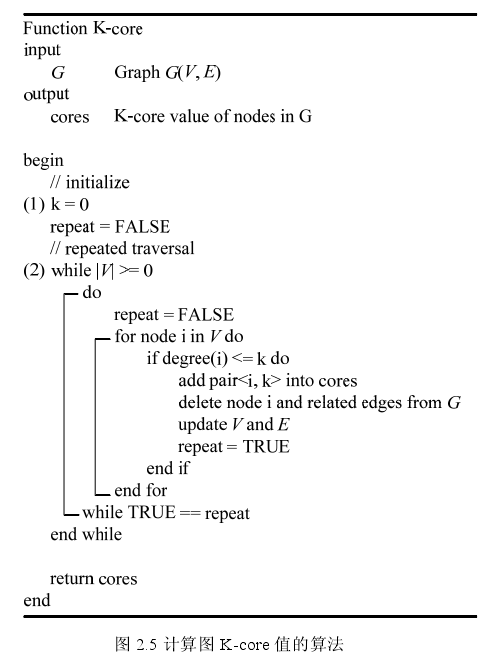 Function K-core
input
G Graph G(V, E)
output
cores K-core value of nodes in G
begin
// initialize
(1) k = 0
repeat = FALSE
// repeated traversal
(2) while |V| >= 0
do
repeat = FALSE
for node i in V do
if degree(i) <= k do
add pair<i, k> into cores
delete node i and related edges from G
update V and E
repeat = TRUE
end if
end for
while TRUE == repeat
end while
return cores
end
图 2.5 计算图 K-core 值的算法